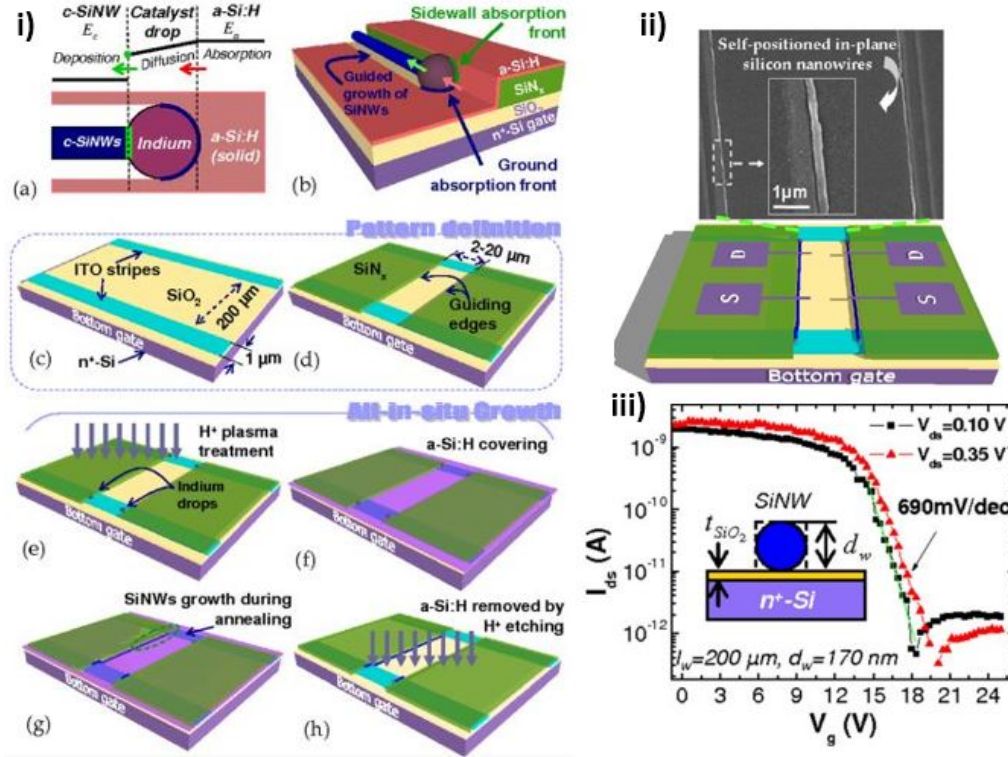 i)
c-SiNW Catalyst drop a-Si:H
E_c E_a
Deposition Diffusion Absorption
c-SiNWs Indium a-Si:H (solid)
(a)
Sidewall absorption front
a-Si:H
SiNₓ
SiO₂
n⁺-Si gate
Guided growth of SiNWs
Ground absorption front
(b)
Pattern definition
ITO stripes
SiO₂
200 μm
Bottom gate
n⁺-Si
1 μm
(c)
2-20 μm
SiNₓ
Guiding edges
Bottom gate
(d)
All-in-situ Growth
H⁺ plasma treatment
Indium drops
Bottom gate
(e)
a-Si:H covering
Bottom gate
(f)
SiNWs growth during annealing
Bottom gate
(g)
a-Si:H removed by H⁺ etching
Bottom gate
(h)
ii)
Self-positioned in-plane
silicon nanowires
1μm
D D
S S
Bottom gate
iii)
V_ds=0.10 V
V_ds=0.35 V
690mV/dec
SiNW
t_SiO₂
d_w
n⁺-Si
l_w=200 μm, d_w=170 nm
I_ds (A)
10⁻⁹
10⁻¹⁰
10⁻¹¹
10⁻¹²
0 3 6 9 12 15 18 21 24
V_g (V)